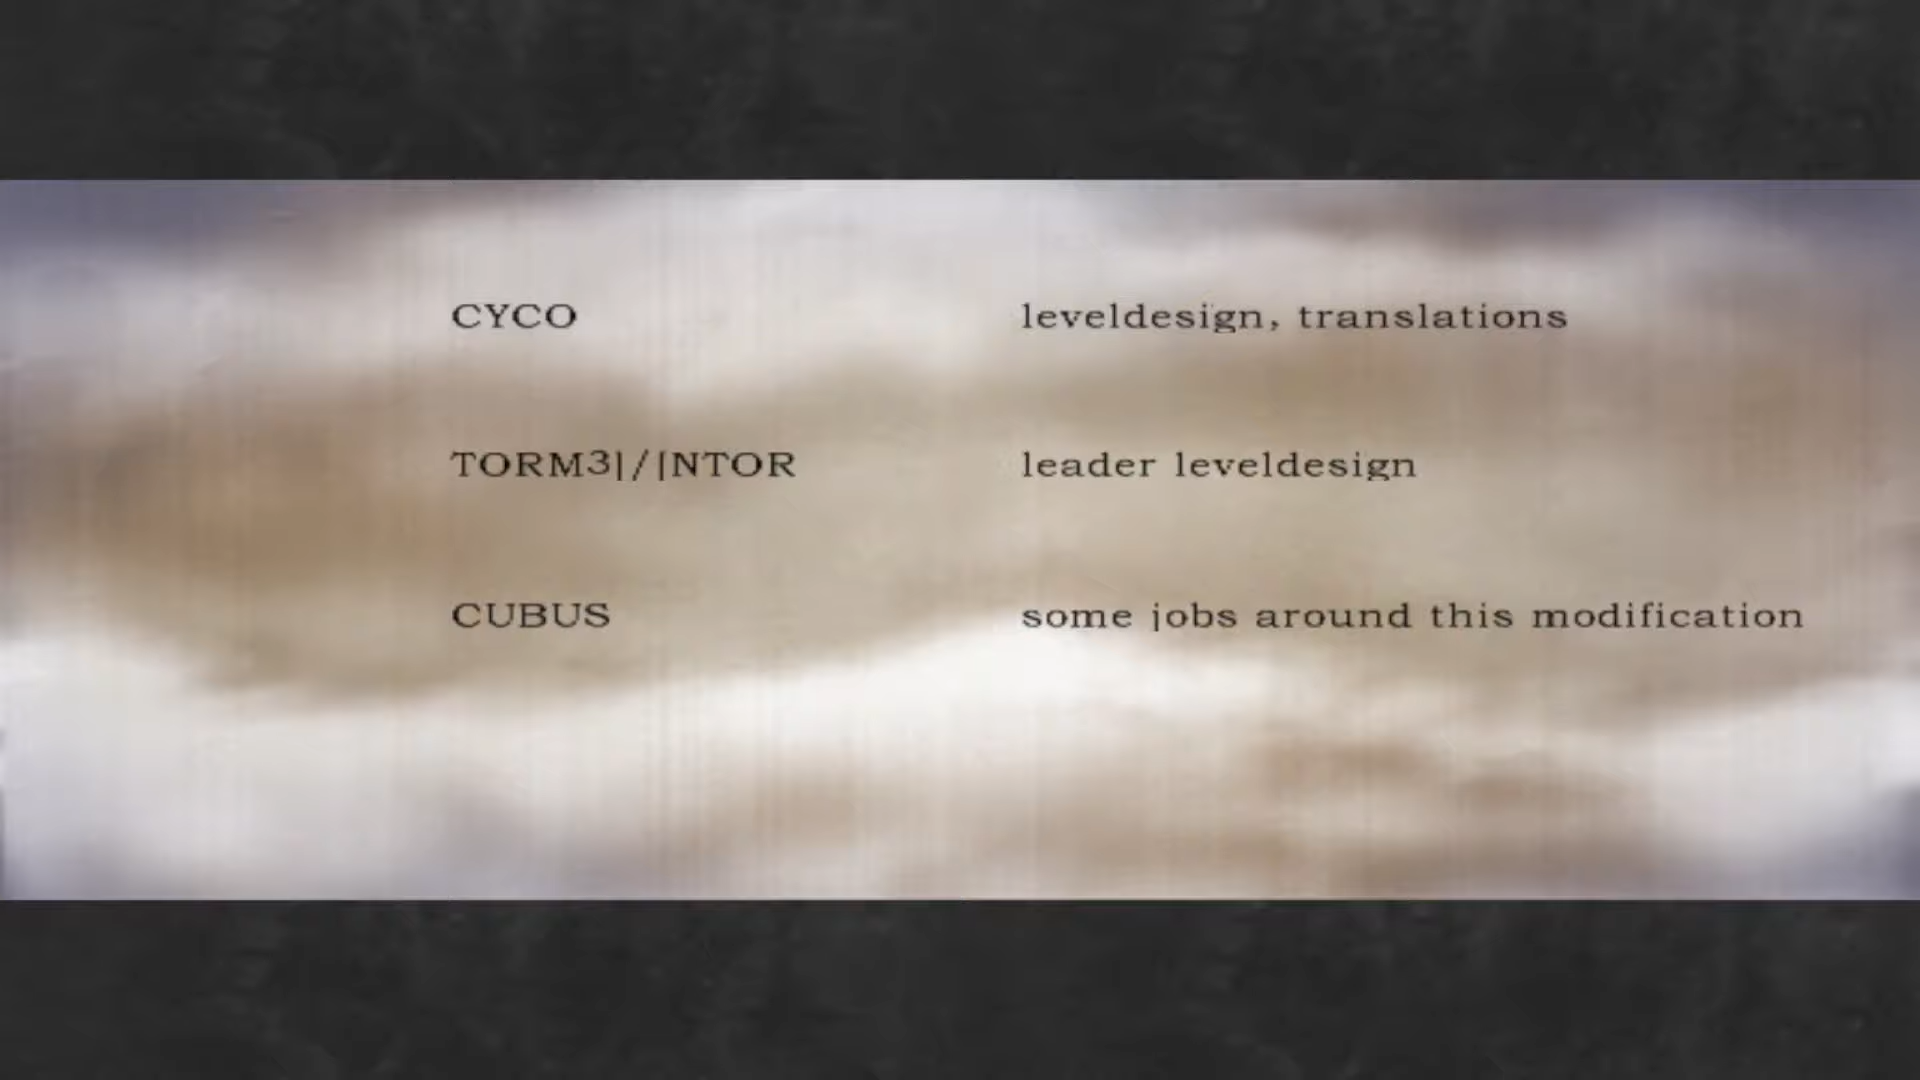 CYCO leveldesign, translations
TORM3|/|NTOR leader leveldesign
CUBUS some jobs around this modification